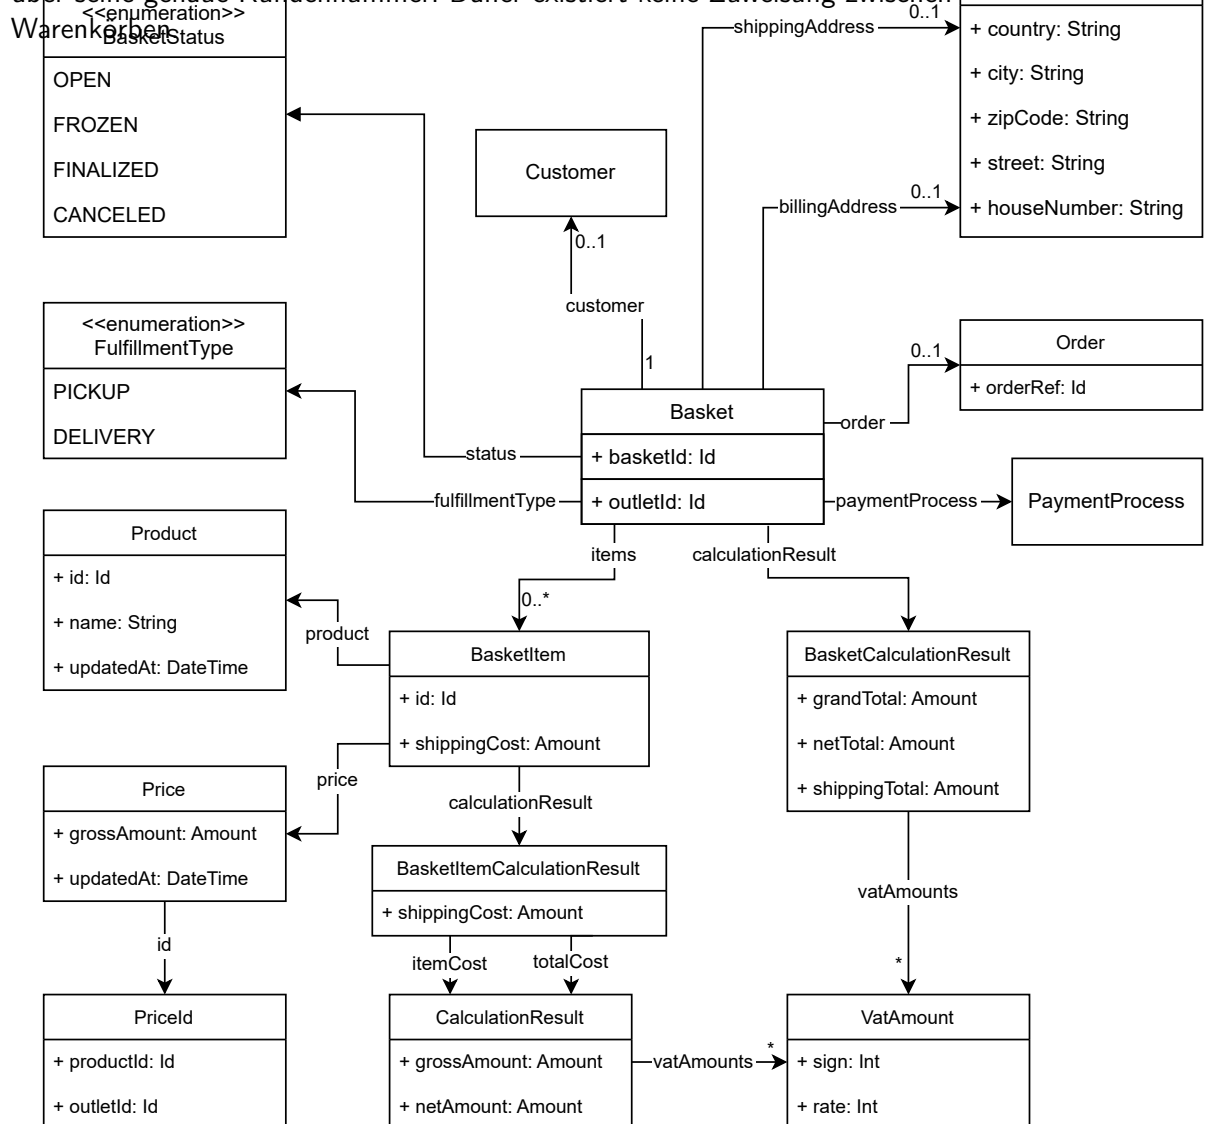 Warenkörben.
<<enumeration>>
BasketStatus
OPEN
FROZEN
FINALIZED
CANCELED
shippingAddress
0..1
+ country: String
+ city: String
+ zipCode: String
+ street: String
+ houseNumber: String
billingAddress
0..1
Customer
0..1
customer
1
<<enumeration>>
FulfillmentType
PICKUP
DELIVERY
Order
+ orderRef: Id
0..1
order
Basket
+ basketId: Id
+ outletId: Id
status
fulfillmentType
paymentProcess
PaymentProcess
items
0..*
calculationResult
Product
+ id: Id
+ name: String
+ updatedAt: DateTime
product
BasketItem
+ id: Id
+ shippingCost: Amount
BasketCalculationResult
+ grandTotal: Amount
+ netTotal: Amount
+ shippingTotal: Amount
price
Price
+ grossAmount: Amount
+ updatedAt: DateTime
calculationResult
BasketItemCalculationResult
+ shippingCost: Amount
vatAmounts
*
id
itemCost
totalCost
PriceId
+ productId: Id
+ outletId: Id
CalculationResult
+ grossAmount: Amount
+ netAmount: Amount
vatAmounts
*
VatAmount
+ sign: Int
+ rate: Int